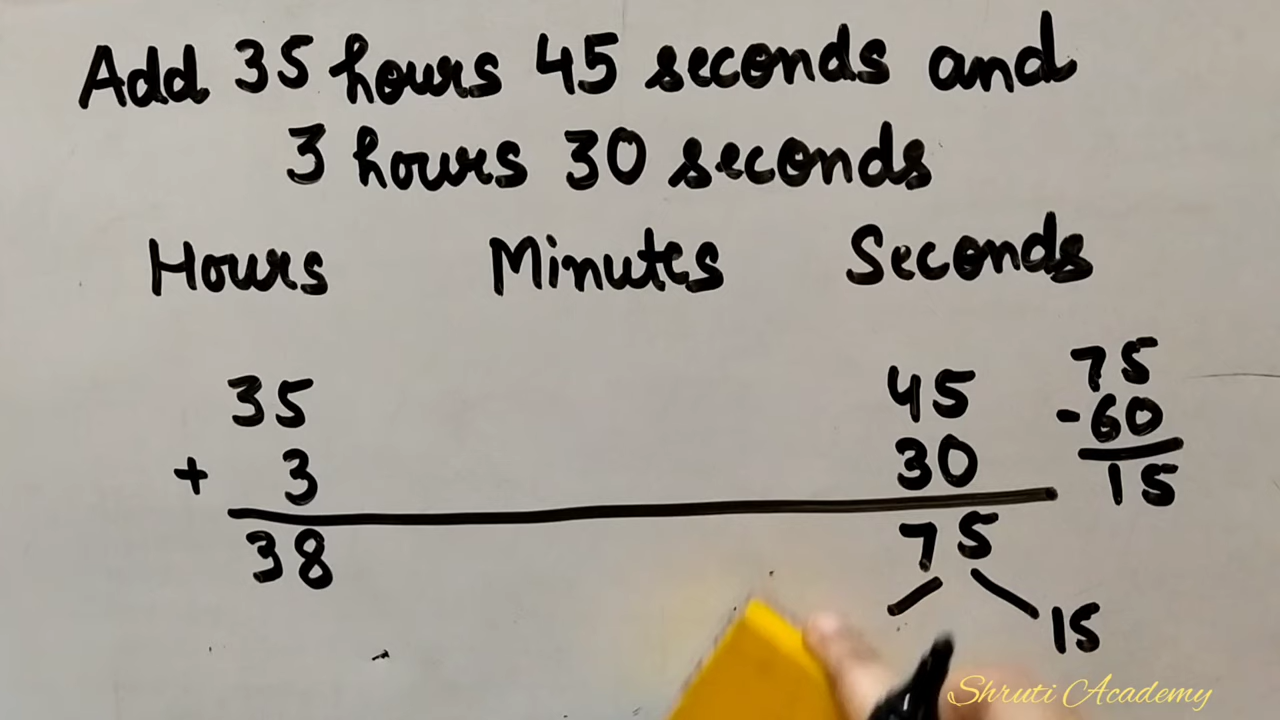 Add 35 hours 45 seconds and
3 hours 30 seconds
Hours Minutes Seconds
35 45
+ 3 30
38 75
15
75
-60
15
Shruti Academy